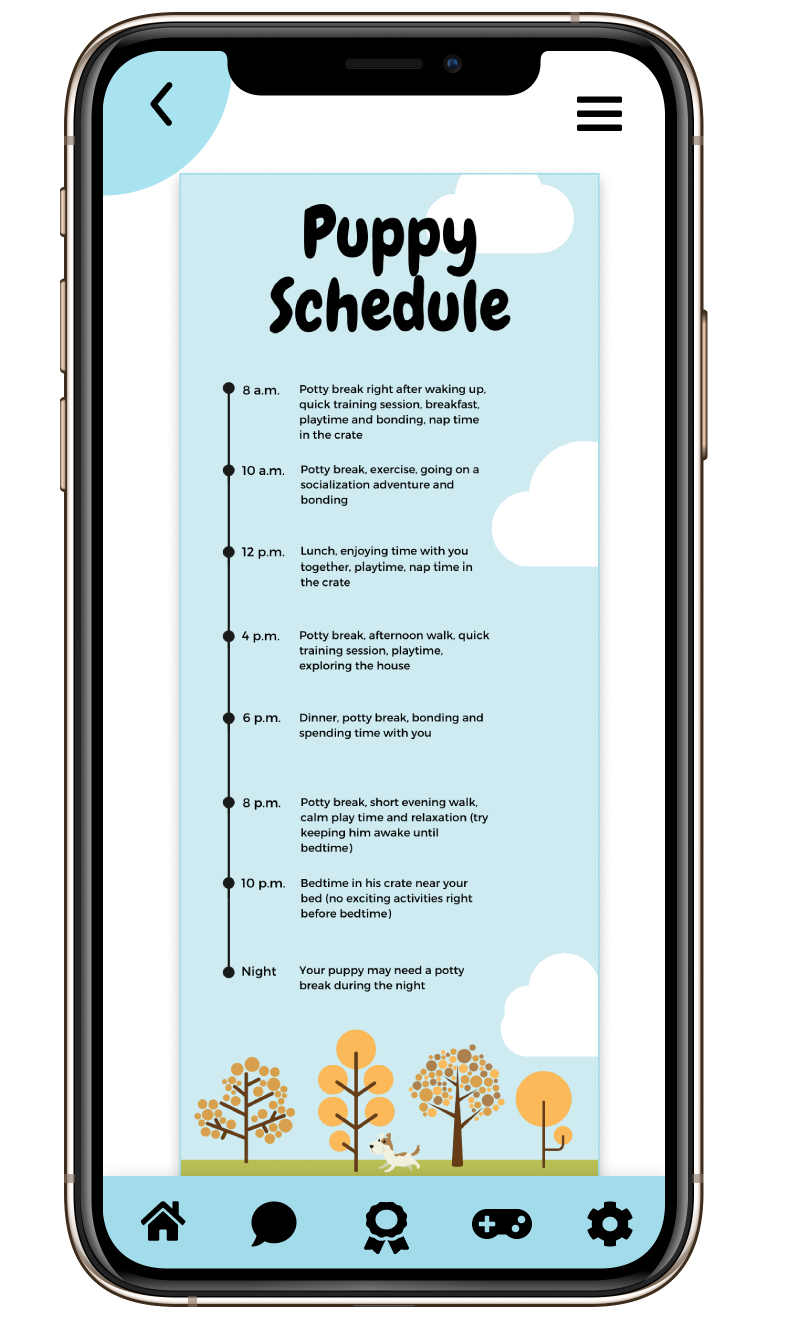 Puppy
Schedule
8 a.m.
Potty break right after waking up,
quick training session, breakfast,
playtime and bonding, nap time
in the crate
10 a.m.
Potty break, exercise, going on a
socialization adventure and
bonding
12 p.m.
Lunch, enjoying time with you
together, playtime, nap time in
the crate
4 p.m.
Potty break, afternoon walk, quick
training session, playtime,
exploring the house
6 p.m.
Dinner, potty break, bonding and
spending time with you
8 p.m.
Potty break, short evening walk,
calm play time and relaxation (try
keeping him awake until
bedtime)
10 p.m.
Bedtime in his crate near your
bed (no exciting activities right
before bedtime)
Night
Your puppy may need a potty
break during the night